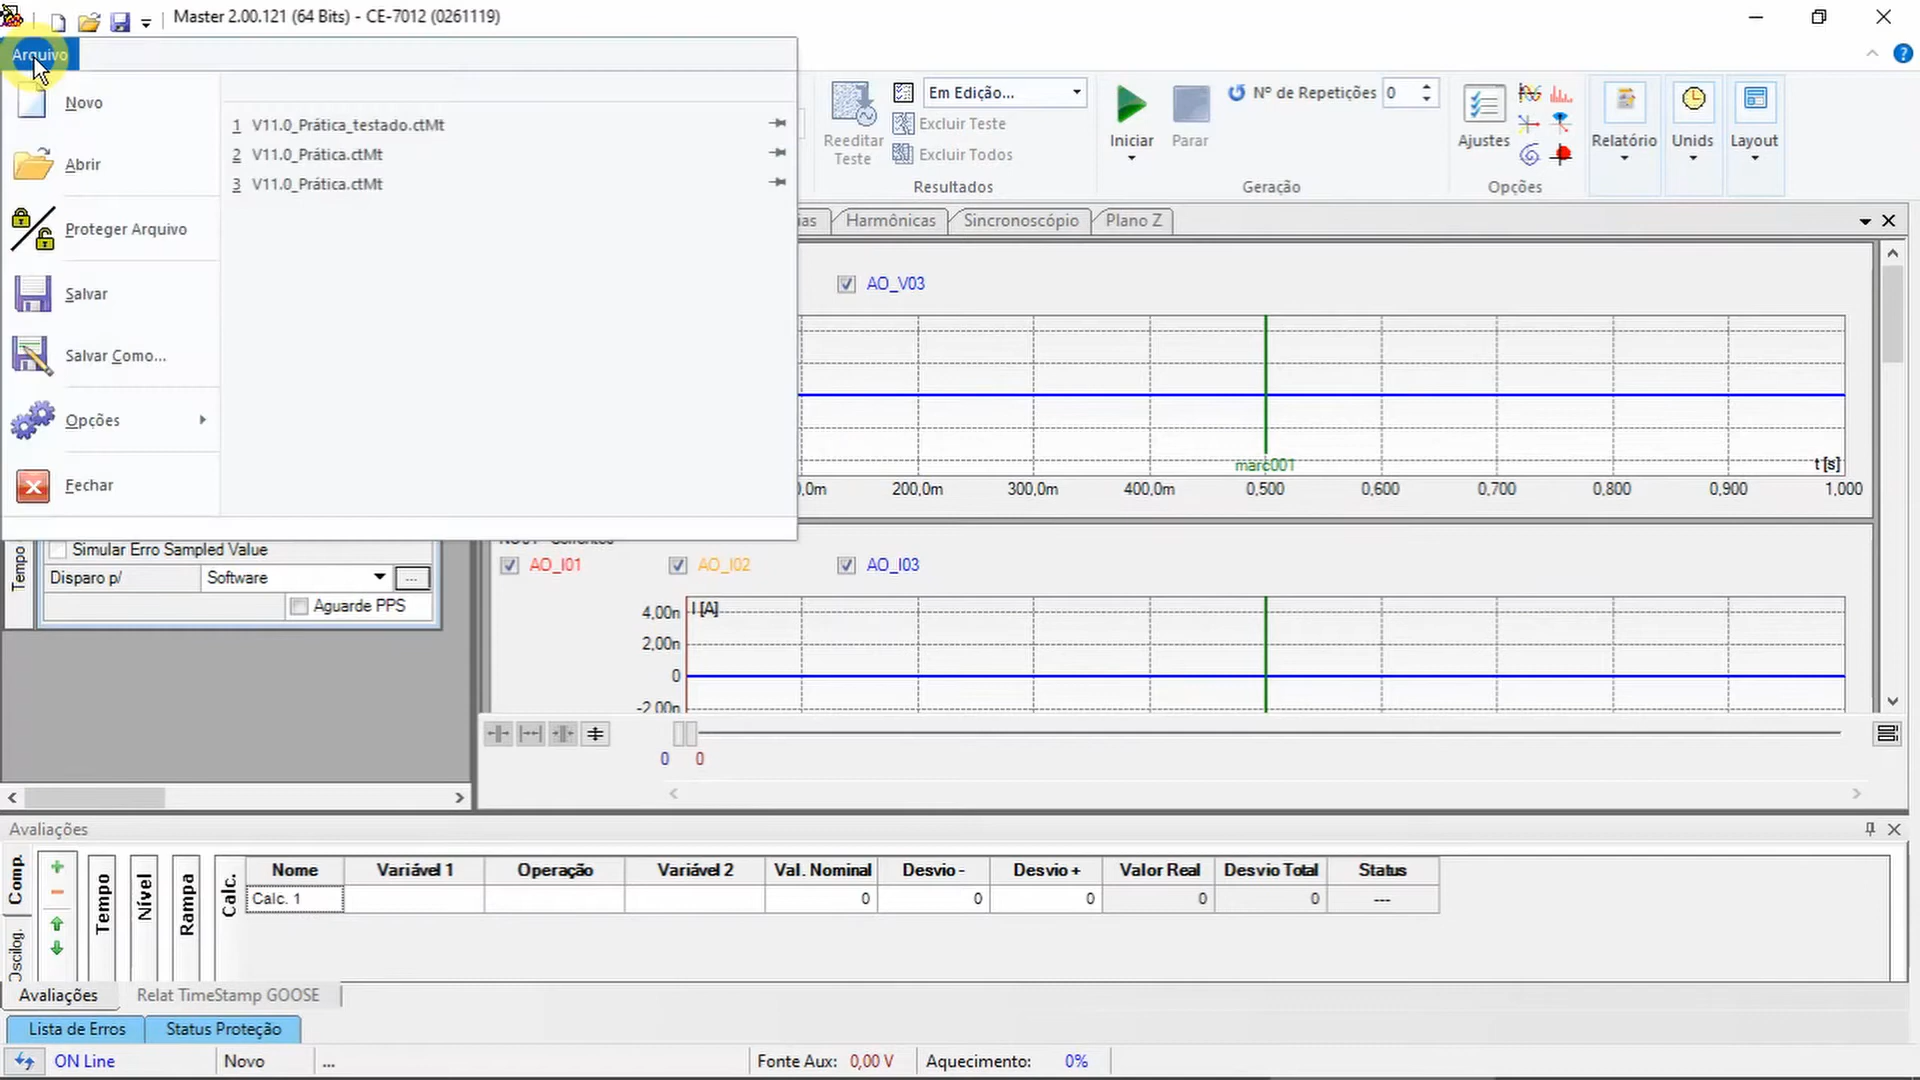 Master 2.00.121 (64 Bits) - CE-7012 (0261119)
Arquivo
Novo
Abrir
Proteger Arquivo
Salvar
Salvar Como...
Opções
Fechar
1 V11.0_Prática_testado.ctMt
2 V11.0_Prática.ctMt
3 V11.0_Prática.ctMt
Reeditar
Teste
Em Edição...
Excluir Teste
Excluir Todos
Resultados
Iniciar
Parar
Nº de Repetições 0
Geração
Ajustes
Opções
Relatório
Unids
Layout
ias
Harmônicas
Sincronoscópio
Plano Z
AO_V03
marc001
t [s]
0,0m 200,0m 300,0m 400,0m 0,500 0,600 0,700 0,800 0,900 1,000
AO_I01
AO_I02
AO_I03
I [A]
4,00n
2,00n
0
-2,00n
0 0
Tempo
Simular Erro Sampled Value
Disparo p/
Software
...
Aguarde PPS
Avaliações
Comp.
Oscilog.
Tempo
Nível
Rampa
Calc.
Nome Variável 1 Operação Variável 2 Val. Nominal Desvio - Desvio + Valor Real Desvio Total Status
Calc. 1 0 0 0 0 0 ---
Avaliações
Relat TimeStamp GOOSE
Lista de Erros
Status Proteção
ON Line
Novo
...
Fonte Aux: 0,00 V
Aquecimento: 0%